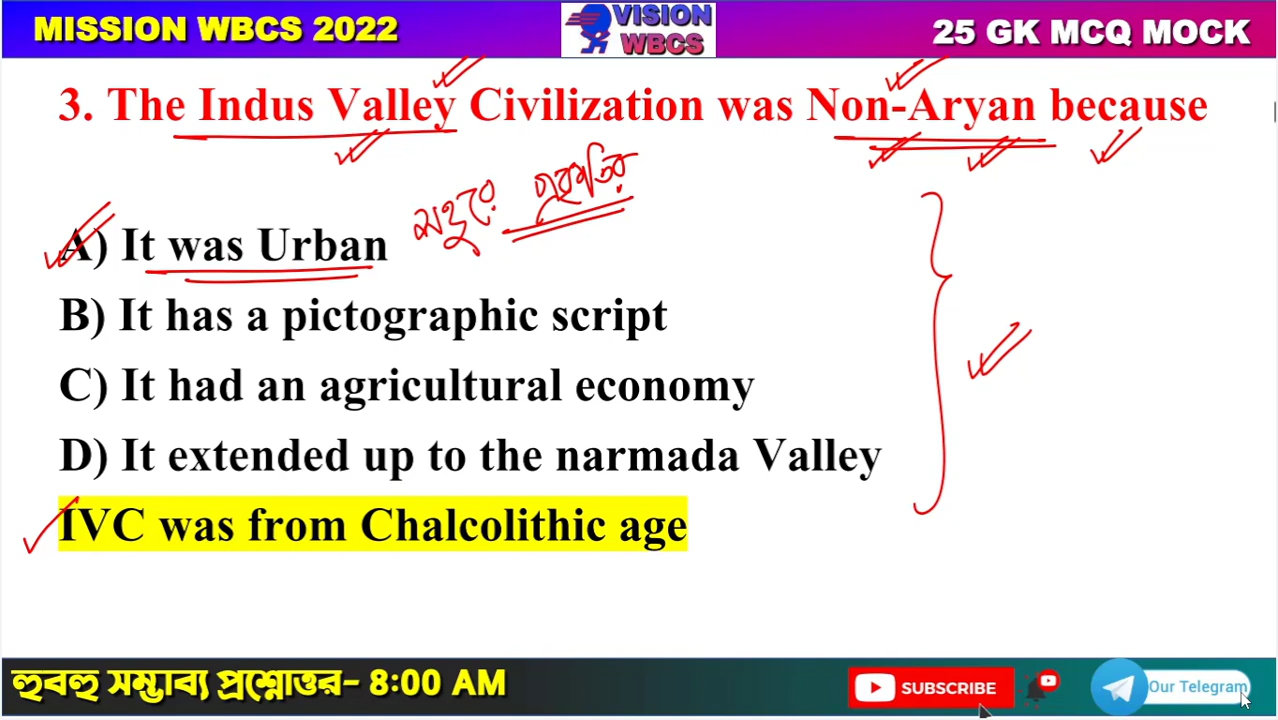 MISSION WBCS 2022
VISION
WBCS
25 GK MCQ MOCK
3. The Indus Valley Civilization was Non-Aryan because
A) It was Urban
B) It has a pictographic script
C) It had an agricultural economy
D) It extended up to the narmada Valley
IVC was from Chalcolithic age
হুবহু সম্ভাব্য প্রশ্নোত্তর- 8:00 AM
SUBSCRIBE
Our Telegram